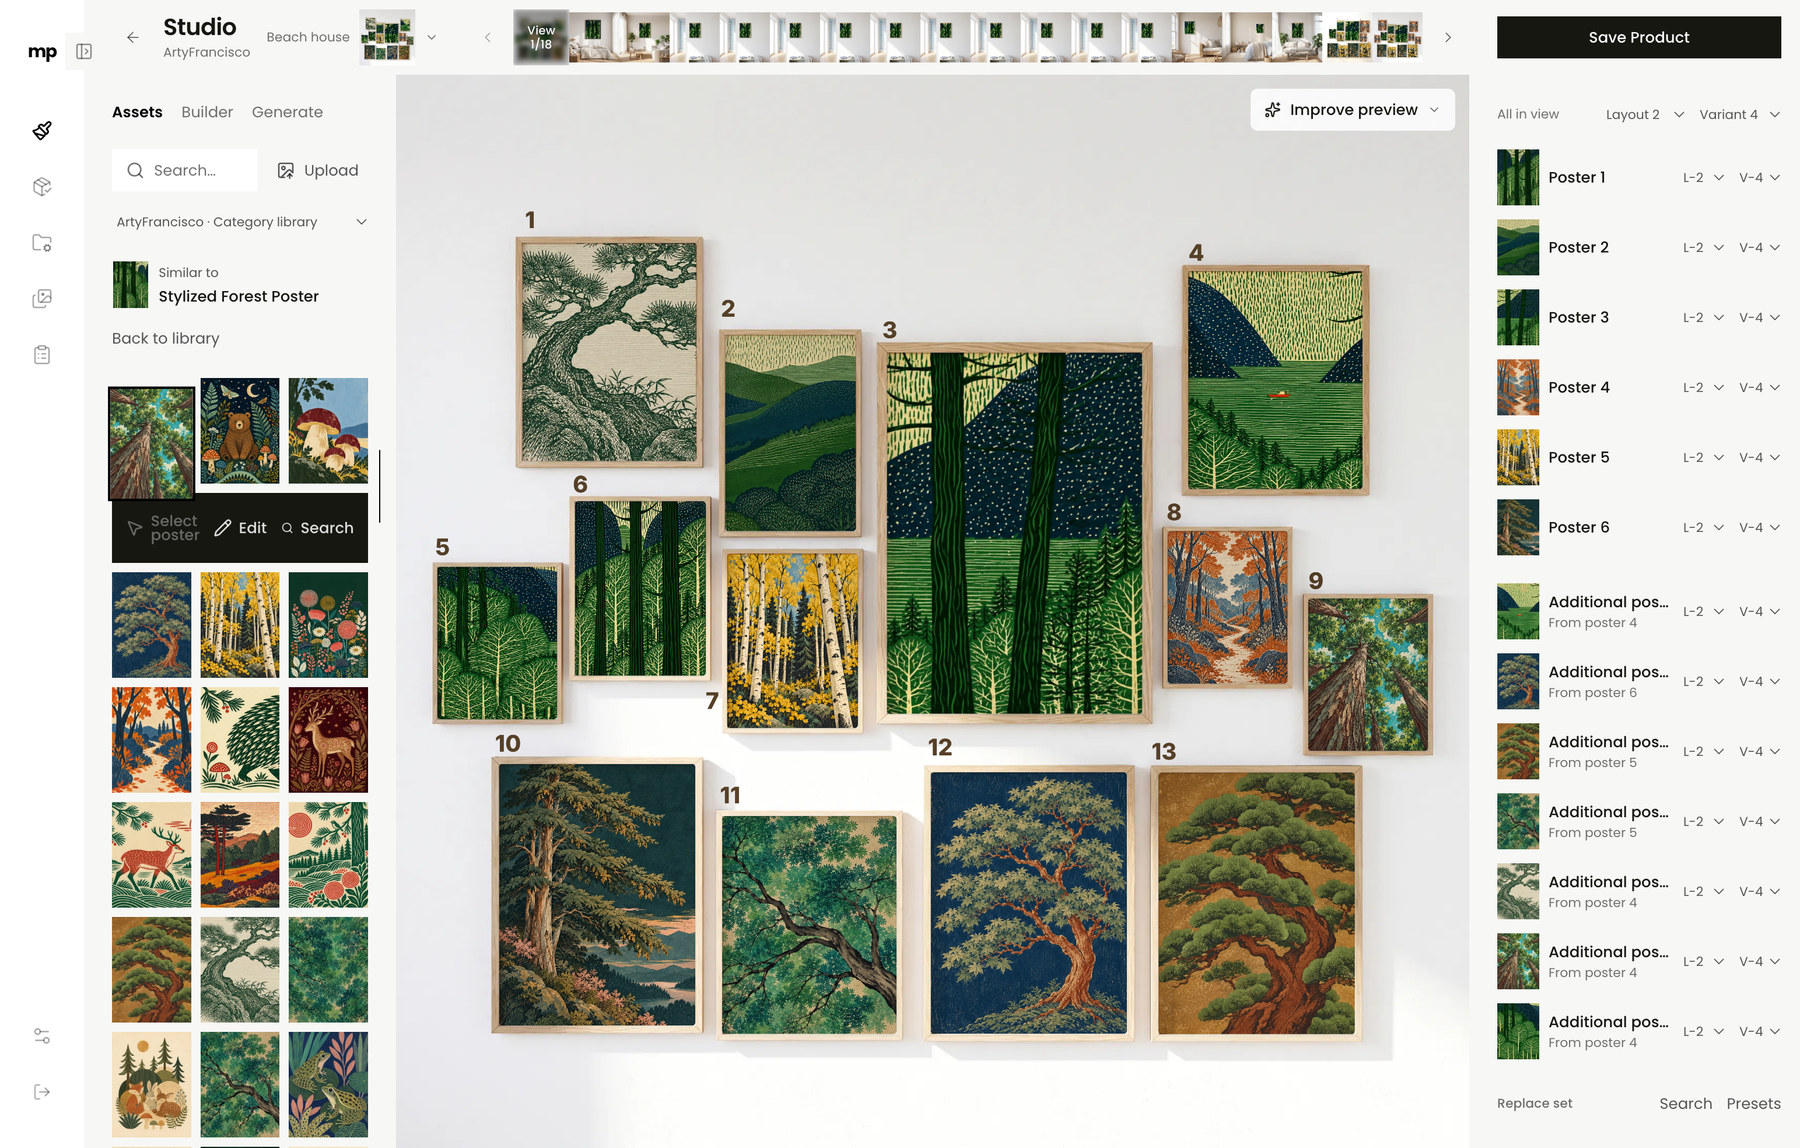 mp
Studio
ArtyFrancisco
Beach house
View
1/18
Save Product
Assets
Builder
Generate
Search...
Upload
ArtyFrancisco · Category library
Similar to
Stylized Forest Poster
Back to library
Select
poster
Edit
Search
Improve preview
1
2
3
4
5
6
7
8
9
10
11
12
13
All in view
Layout 2
Variant 4
Poster 1
L-2
V-4
Poster 2
L-2
V-4
Poster 3
L-2
V-4
Poster 4
L-2
V-4
Poster 5
L-2
V-4
Poster 6
L-2
V-4
Additional pos...
From poster 4
L-2
V-4
Additional pos...
From poster 6
L-2
V-4
Additional pos...
From poster 5
L-2
V-4
Additional pos...
From poster 5
L-2
V-4
Additional pos...
From poster 4
L-2
V-4
Additional pos...
From poster 4
L-2
V-4
Additional pos...
From poster 4
L-2
V-4
Replace set
Search
Presets